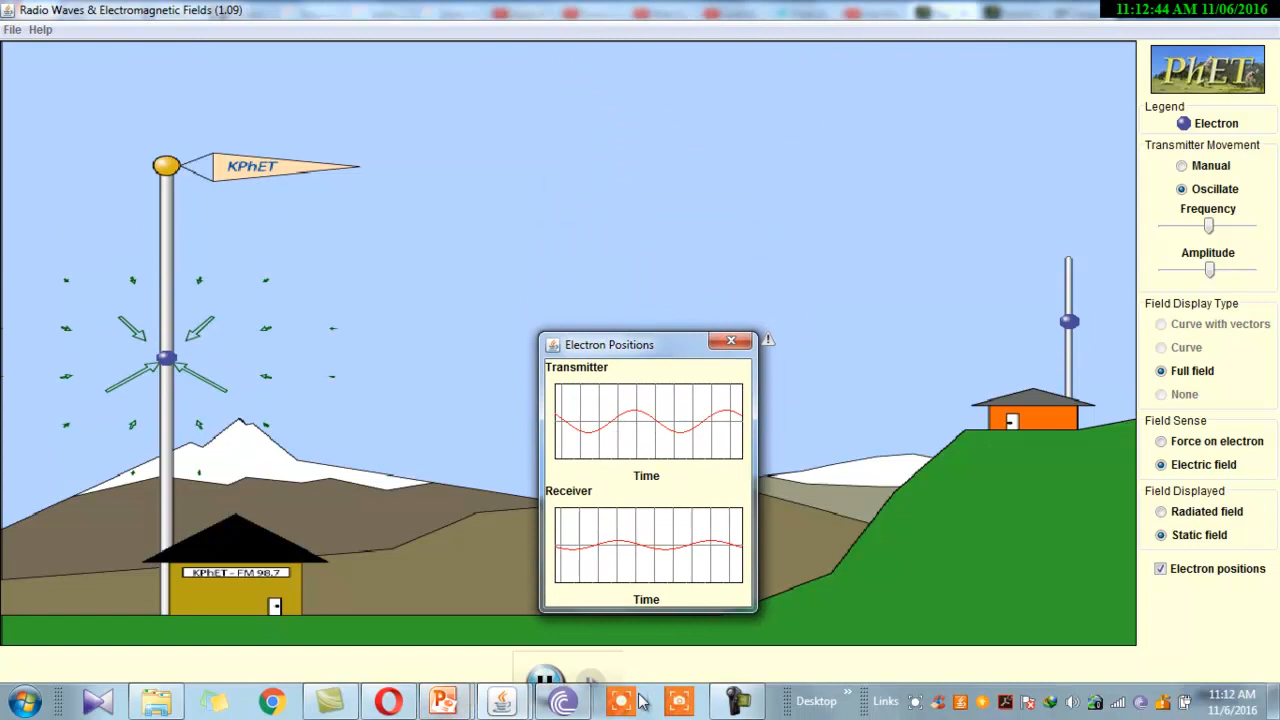 Radio Waves & Electromagnetic Fields (1.09)
11:12:44 AM 11/06/2016
File Help
PhET
Legend
Electron
Transmitter Movement
Manual
Oscillate
Frequency
Amplitude
Field Display Type
Curve with vectors
Curve
Full field
None
Field Sense
Force on electron
Electric field
Field Displayed
Radiated field
Static field
Electron positions
KPhET
Electron Positions
Transmitter
Time
Receiver
Time
KPhET - FM 98.7
Desktop
»
Links
11:12 AM
11/6/2016